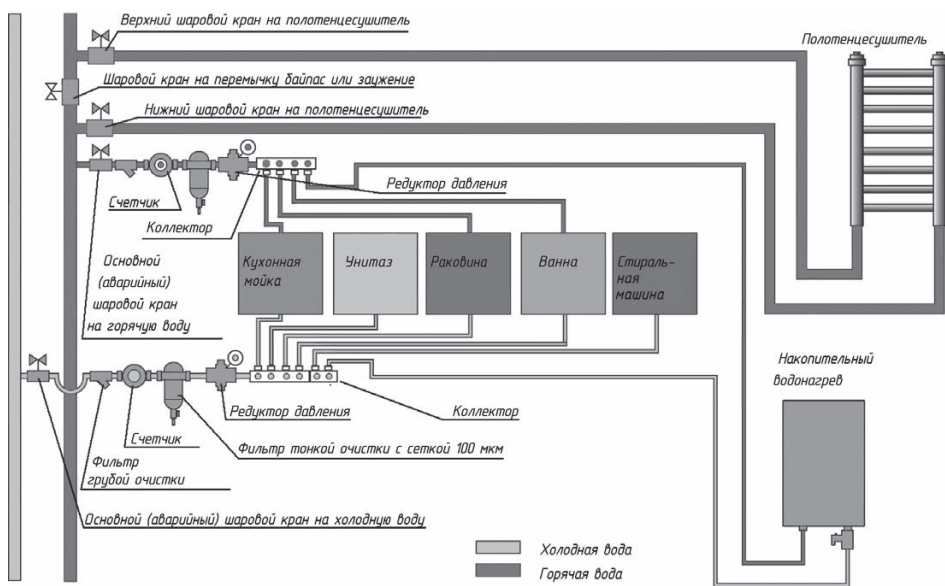 Верхний шаровой кран на полотенцесушитель
Полотенцесушитель
Шаровой кран на перемычку байпас или заужение
Нижний шаровой кран на полотенцесушитель
Редуктор давления
Счетчик
Коллектор
Основной
(аварийный)
шаровой кран
на горячую воду
Кухонная
мойка
Унитаз
Раковина
Ванна
Стираль-
ная
машина
Накопительный
водонагрев
Редуктор давления
Коллектор
Счетчик
Фильтр тонкой очистки с сеткой 100 мкм
Фильтр
грубой очистки
Основной (аварийный) шаровой кран на холодную воду
Холодная вода
Горячая вода